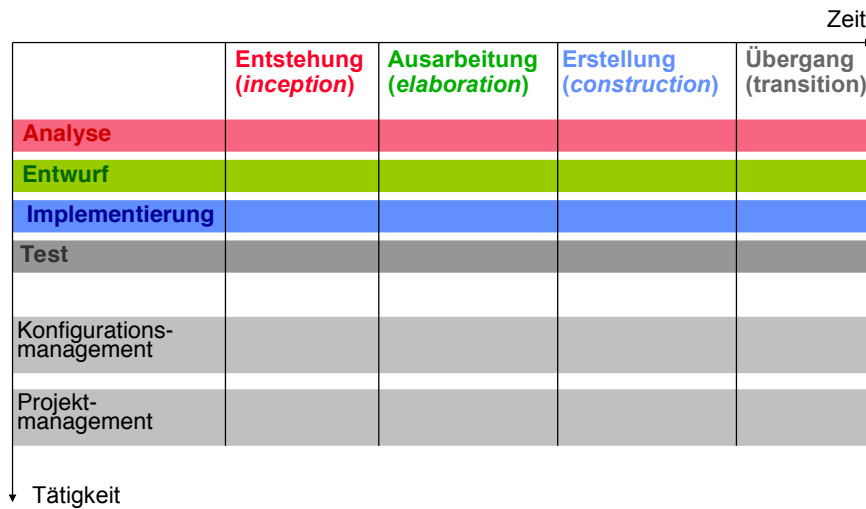 Zeit
Entstehung Ausarbeitung Erstellung Übergang
(inception) (elaboration) (construction) (transition)
Analyse
Entwurf
Implementierung
Test
Konfigurations-
management
Projekt-
management
Tätigkeit